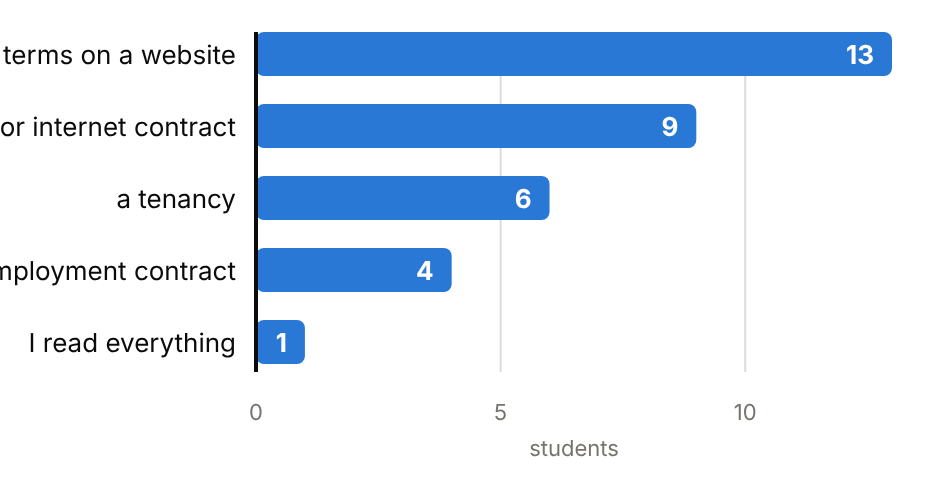 terms on a website 13
or internet contract 9
a tenancy 6
employment contract 4
I read everything 1
0 5 10
students